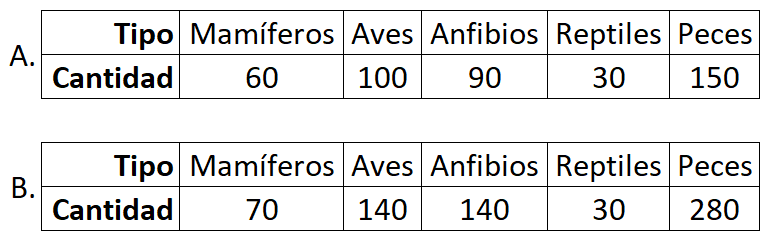 A.
Tipo Mamíferos Aves Anfibios Reptiles Peces
Cantidad 60 100 90 30 150
B.
Tipo Mamíferos Aves Anfibios Reptiles Peces
Cantidad 70 140 140 30 280